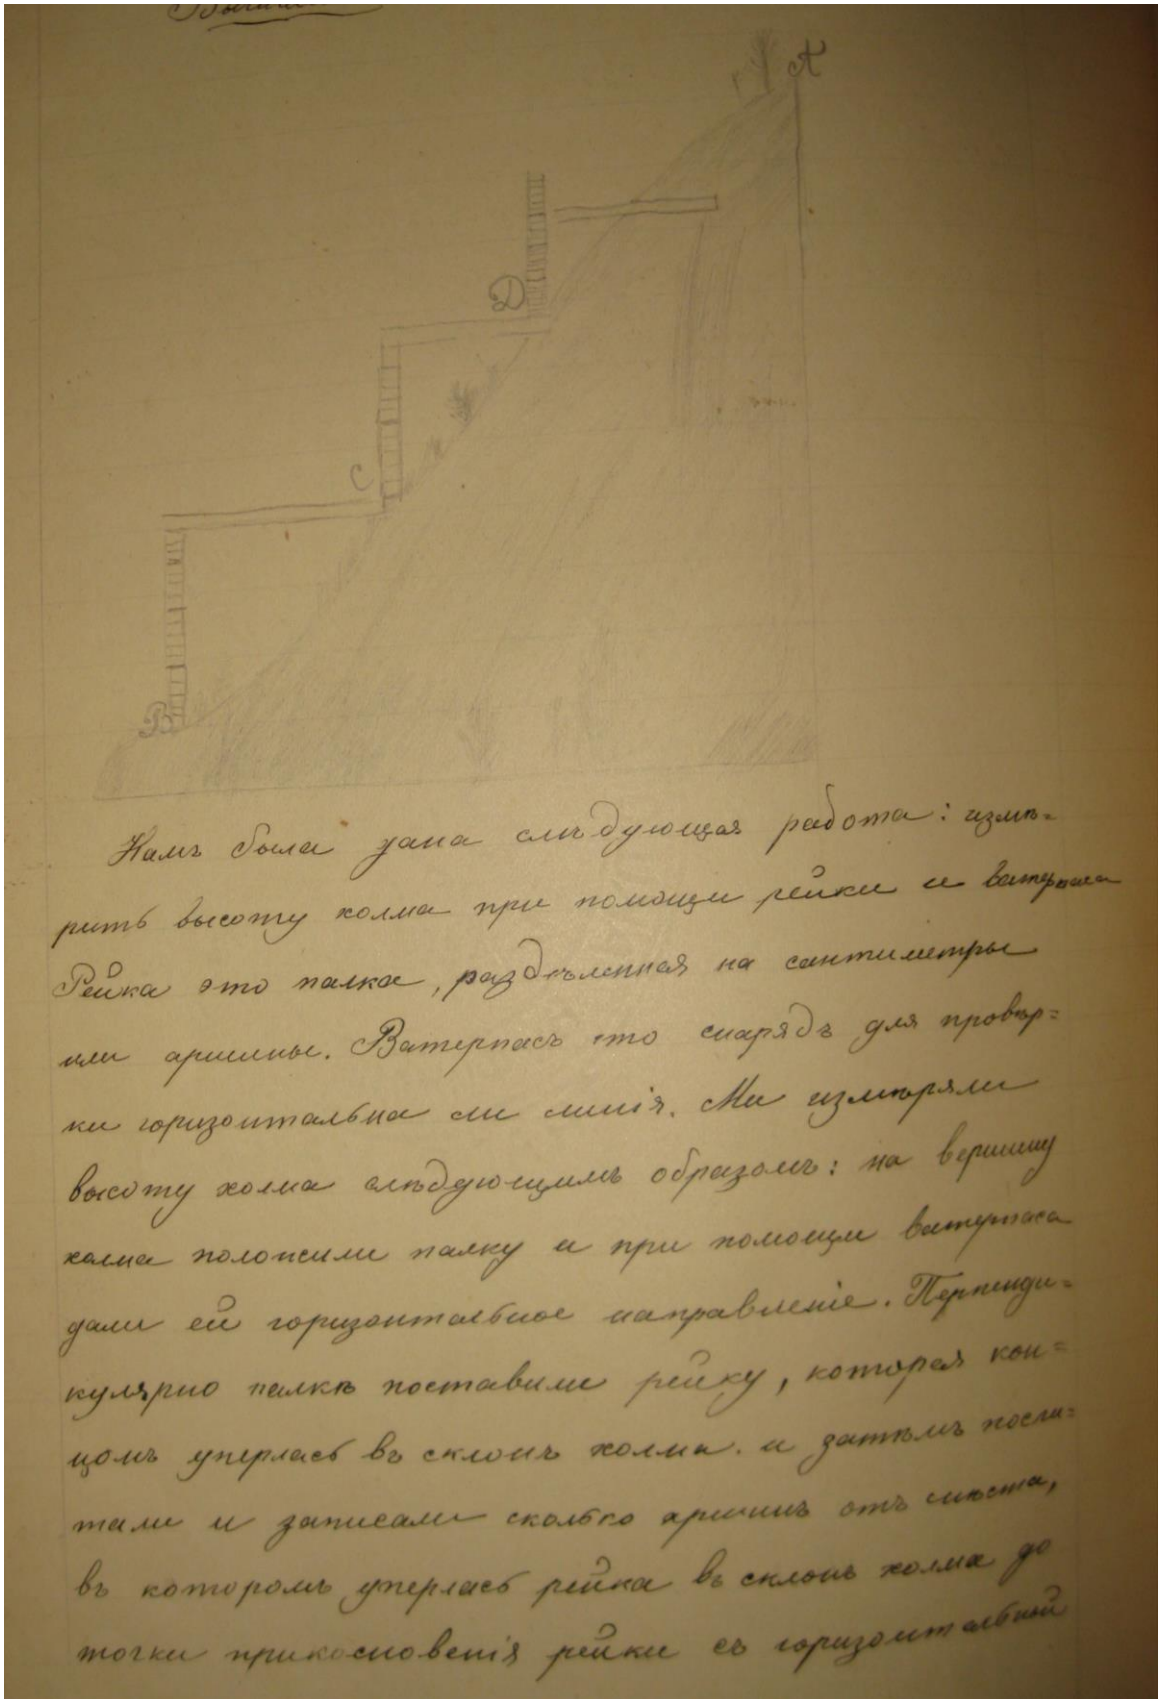 А
Д
С
В
Намъ была дана слѣдующая работа: измѣ=
рить высоту холма при помощи рейки и ватерпаса
Рейка это палка, раздѣленная на сантиметры
или аршины. Ватерпасъ это снарядъ для провѣр=
ки горизонтальна ли линія. Мы измѣряли
высоту холма слѣдующимъ образомъ: на вершину
холма положили палку и при помощи ватерпаса
дали ей горизонтальное направленіе. Перпенди=
кулярно палкѣ поставили рейку, которая кон=
цомъ уперлась въ склонъ холма. и затѣмъ посчи=
тали и записали сколько аршинъ отъ мѣста,
въ которомъ уперлась рейка въ склонъ холма до
точки прикосновенія рейки съ горизонтальной